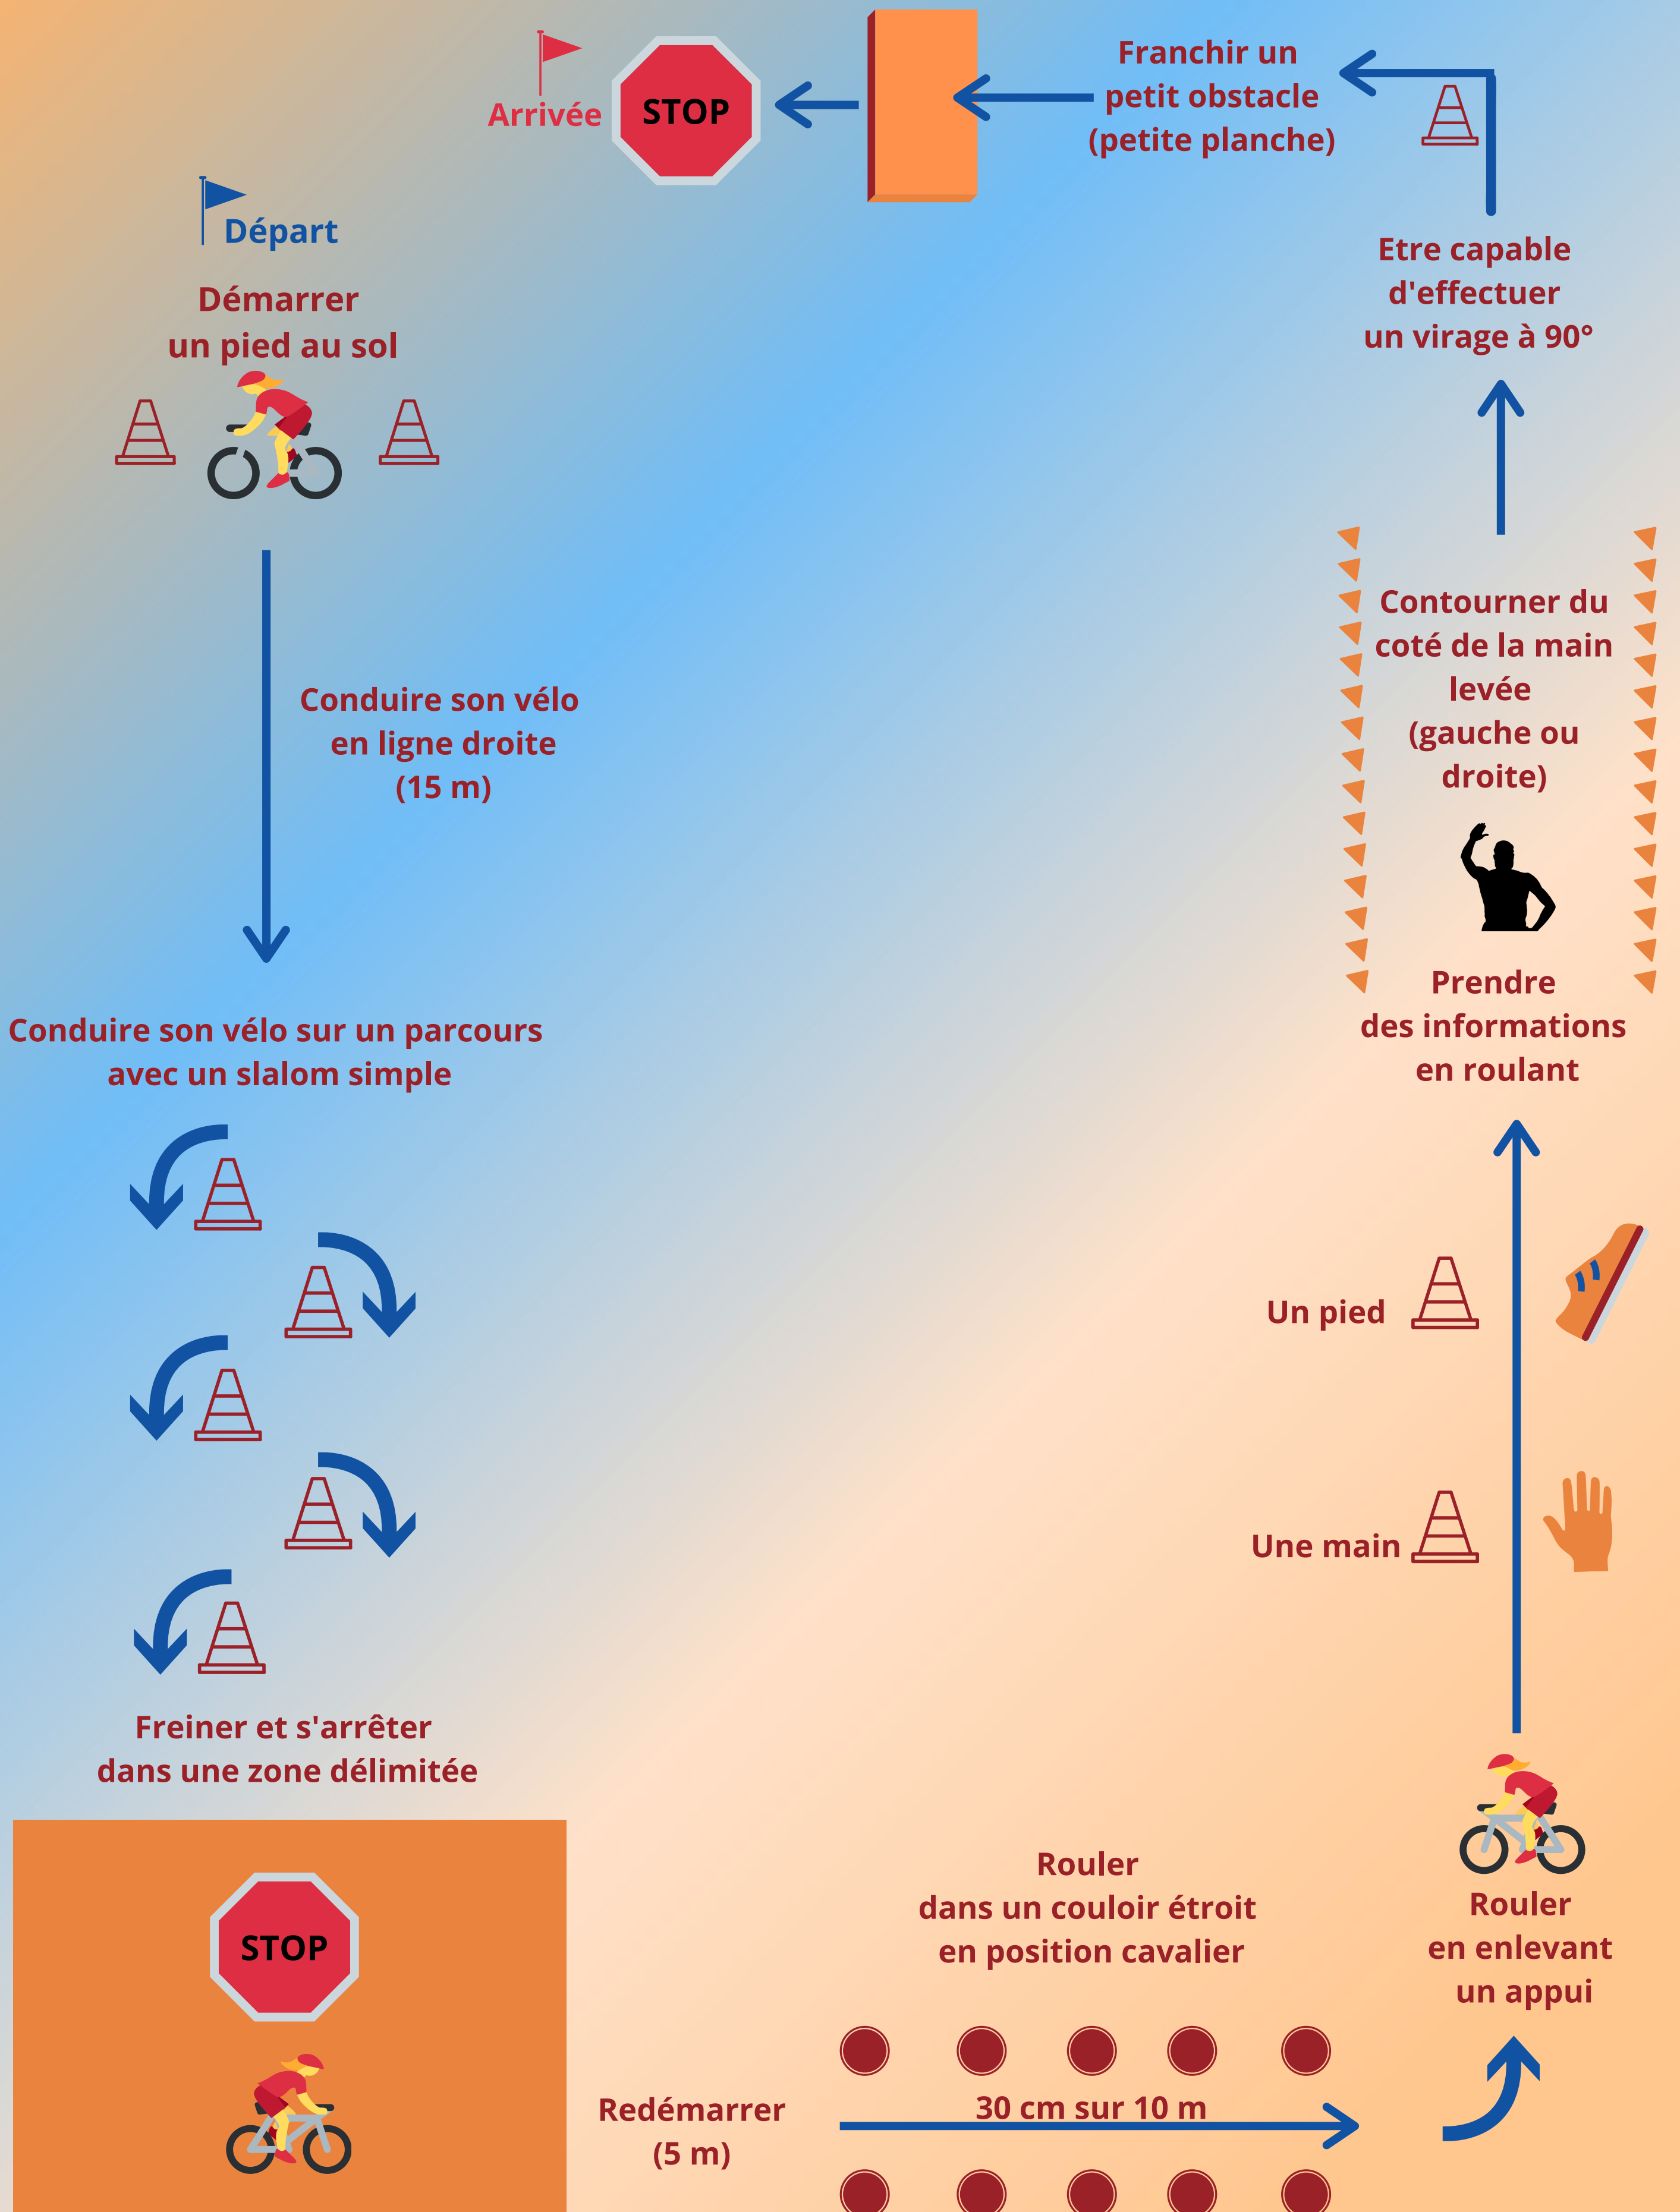 Départ
Démarrer
un pied au sol
Conduire son vélo
en ligne droite
(15 m)
Conduire son vélo sur un parcours
avec un slalom simple
Freiner et s'arrêter
dans une zone délimitée
STOP
Redémarrer
(5 m)
Rouler
dans un couloir étroit
en position cavalier
30 cm sur 10 m
Rouler
en enlevant
un appui
Une main
Un pied
Prendre
des informations
en roulant
Contourner du
coté de la main
levée
(gauche ou
droite)
Etre capable
d'effectuer
un virage à 90°
Franchir un
petit obstacle
(petite planche)
STOP
Arrivée